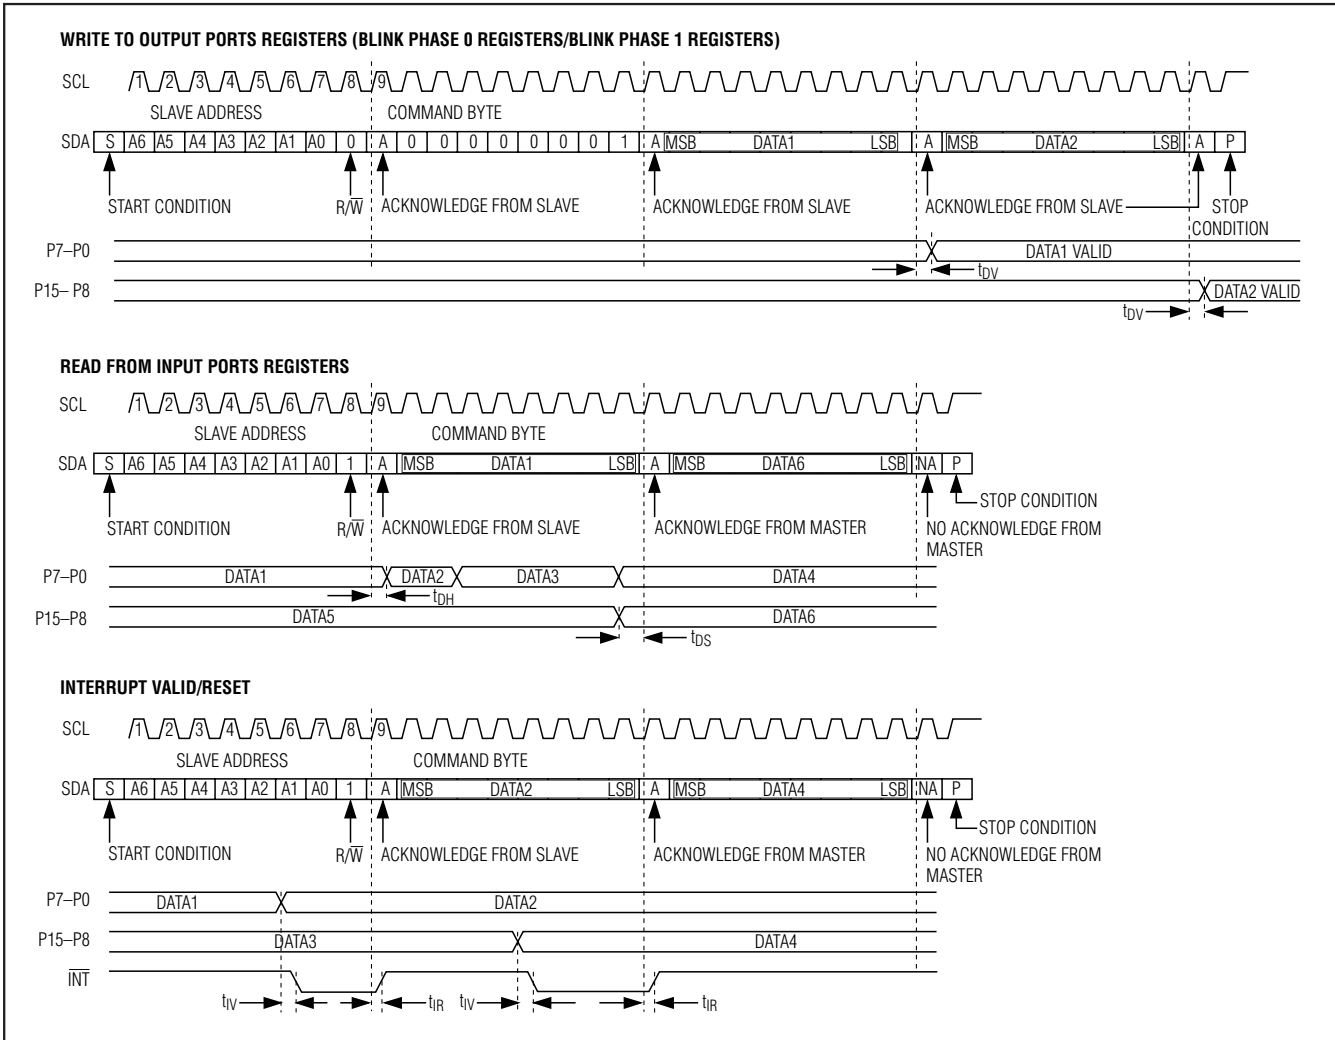 WRITE TO OUTPUT PORTS REGISTERS (BLINK PHASE 0 REGISTERS/BLINK PHASE 1 REGISTERS)
SCL 1 2 3 4 5 6 7 8 9
SLAVE ADDRESS COMMAND BYTE
SDA S A6 A5 A4 A3 A2 A1 A0 0 A 0 0 0 0 0 0 0 1 A MSB DATA1 LSB A MSB DATA2 LSB A P
START CONDITION R/W̅ ACKNOWLEDGE FROM SLAVE ACKNOWLEDGE FROM SLAVE ACKNOWLEDGE FROM SLAVE STOP
CONDITION
P7–P0 DATA1 VALID
tDV
P15– P8 DATA2 VALID
tDV
READ FROM INPUT PORTS REGISTERS
SCL 1 2 3 4 5 6 7 8 9
SLAVE ADDRESS COMMAND BYTE
SDA S A6 A5 A4 A3 A2 A1 A0 1 A MSB DATA1 LSB A MSB DATA6 LSB NA P
STOP CONDITION
START CONDITION R/W̅ ACKNOWLEDGE FROM SLAVE ACKNOWLEDGE FROM MASTER NO ACKNOWLEDGE FROM
MASTER
P7–P0 DATA1 DATA2 DATA3 DATA4
tDH
P15–P8 DATA5 DATA6
tDS
INTERRUPT VALID/RESET
SCL 1 2 3 4 5 6 7 8 9
SLAVE ADDRESS COMMAND BYTE
SDA S A6 A5 A4 A3 A2 A1 A0 1 A MSB DATA2 LSB A MSB DATA4 LSB NA P
STOP CONDITION
START CONDITION R/W̅ ACKNOWLEDGE FROM SLAVE ACKNOWLEDGE FROM MASTER NO ACKNOWLEDGE FROM
MASTER
P7–P0 DATA1 DATA2
P15–P8 DATA3 DATA4
I̅N̅T̅
tIV tIR tIV tIR